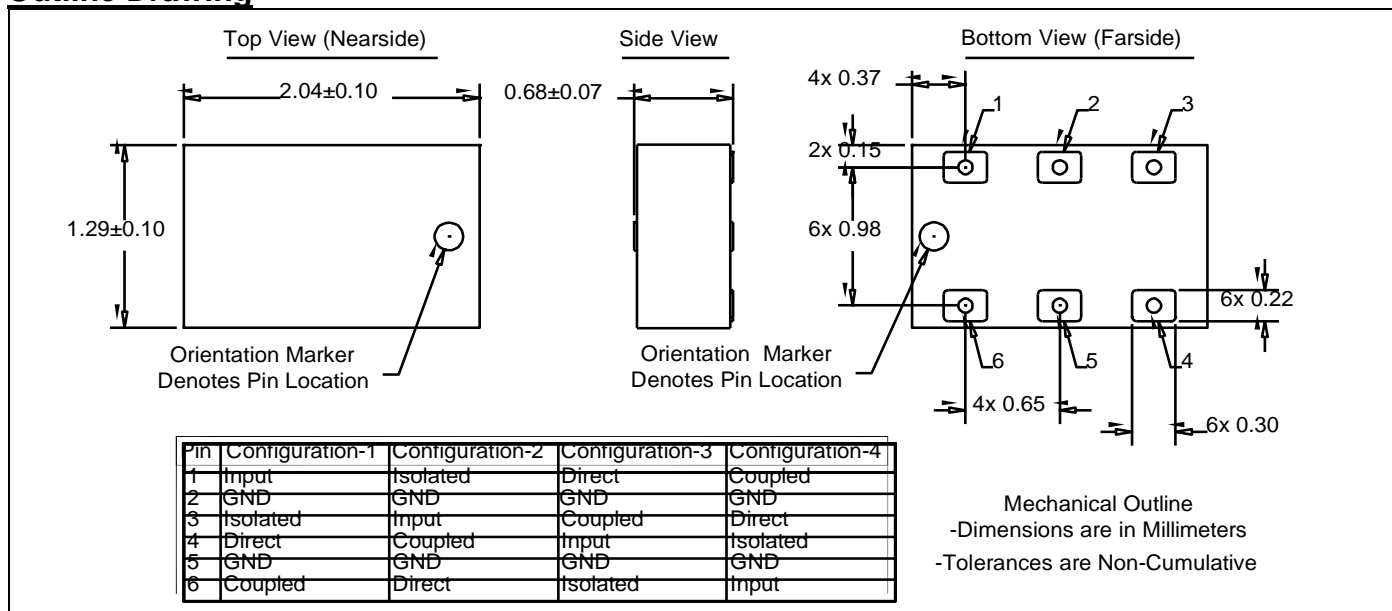 Outline Drawing
Top View (Nearside)
Side View
Bottom View (Farside)
2.04±0.10
0.68±0.07
4x 0.37
1
2
3
2x 0.15
1.29±0.10
6x 0.98
6x 0.22
Orientation Marker
Denotes Pin Location
Orientation Marker
Denotes Pin Location
6
5
4
4x 0.65
6x 0.30
Pin Configuration-1 Configuration-2 Configuration-3 Configuration-4
1 Input Isolated Direct Coupled
2 GND GND GND GND
3 Isolated Input Coupled Direct
4 Direct Coupled Input Isolated
5 GND GND GND GND
6 Coupled Direct Isolated Input
Mechanical Outline
-Dimensions are in Millimeters
-Tolerances are Non-Cumulative